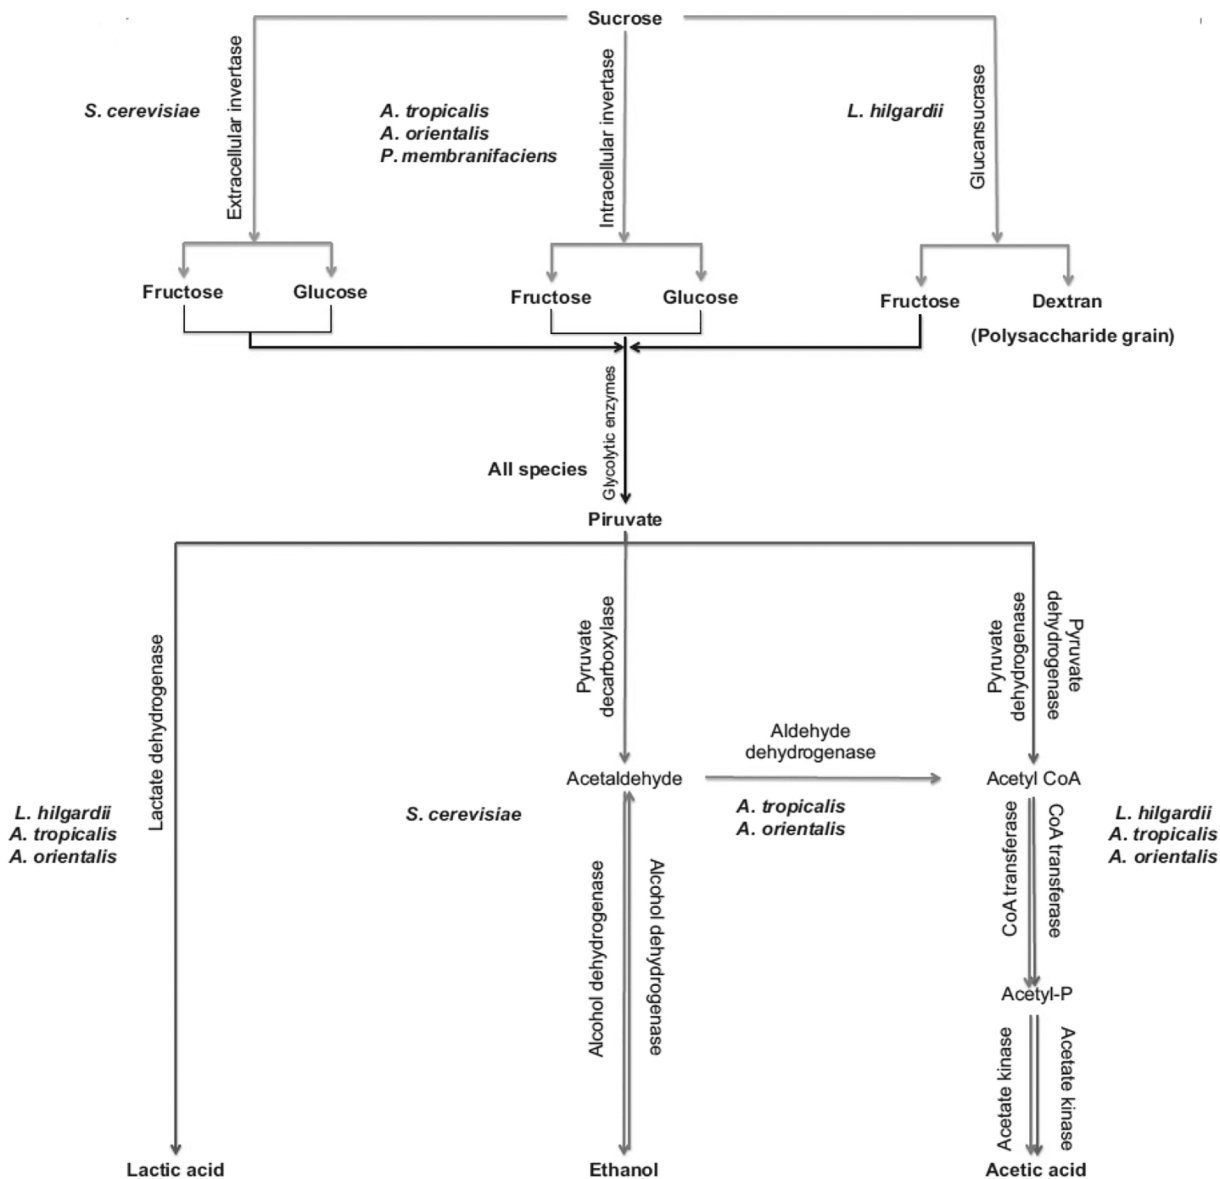 Sucrose
Extracellular invertase
S. cerevisiae
Intracellular invertase
A. tropicalis
A. orientalis
P. membranifaciens
Glucansucrase
L. hilgardii
Fructose
Glucose
Fructose
Glucose
Fructose
Dextran
(Polysaccharide grain)
Glycolytic enzymes
All species
Piruvate
Lactate dehydrogenase
Pyruvate
decarboxylase
Pyruvate
dehydrogenase
Pyruvate
dehydrogenase
Aldehyde
dehydrogenase
Acetaldehyde
Acetyl CoA
L. hilgardii
A. tropicalis
A. orientalis
S. cerevisiae
A. tropicalis
A. orientalis
CoA transferase
CoA transferase
L. hilgardii
A. tropicalis
A. orientalis
Alcohol dehydrogenase
Alcohol dehydrogenase
Acetyl-P
Acetate kinase
Acetate kinase
Lactic acid
Ethanol
Acetic acid